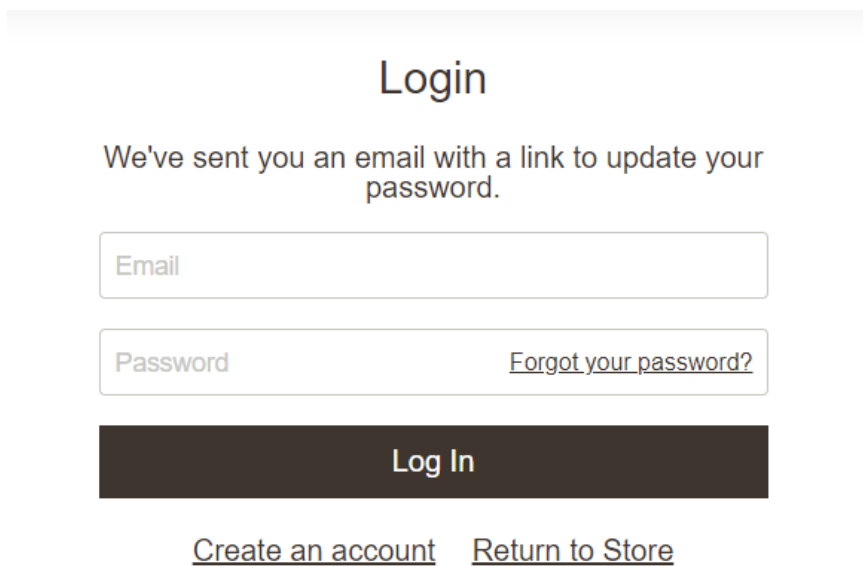 Login
We've sent you an email with a link to update your
password.
Email
Password Forgot your password?
Log In
Create an account Return to Store